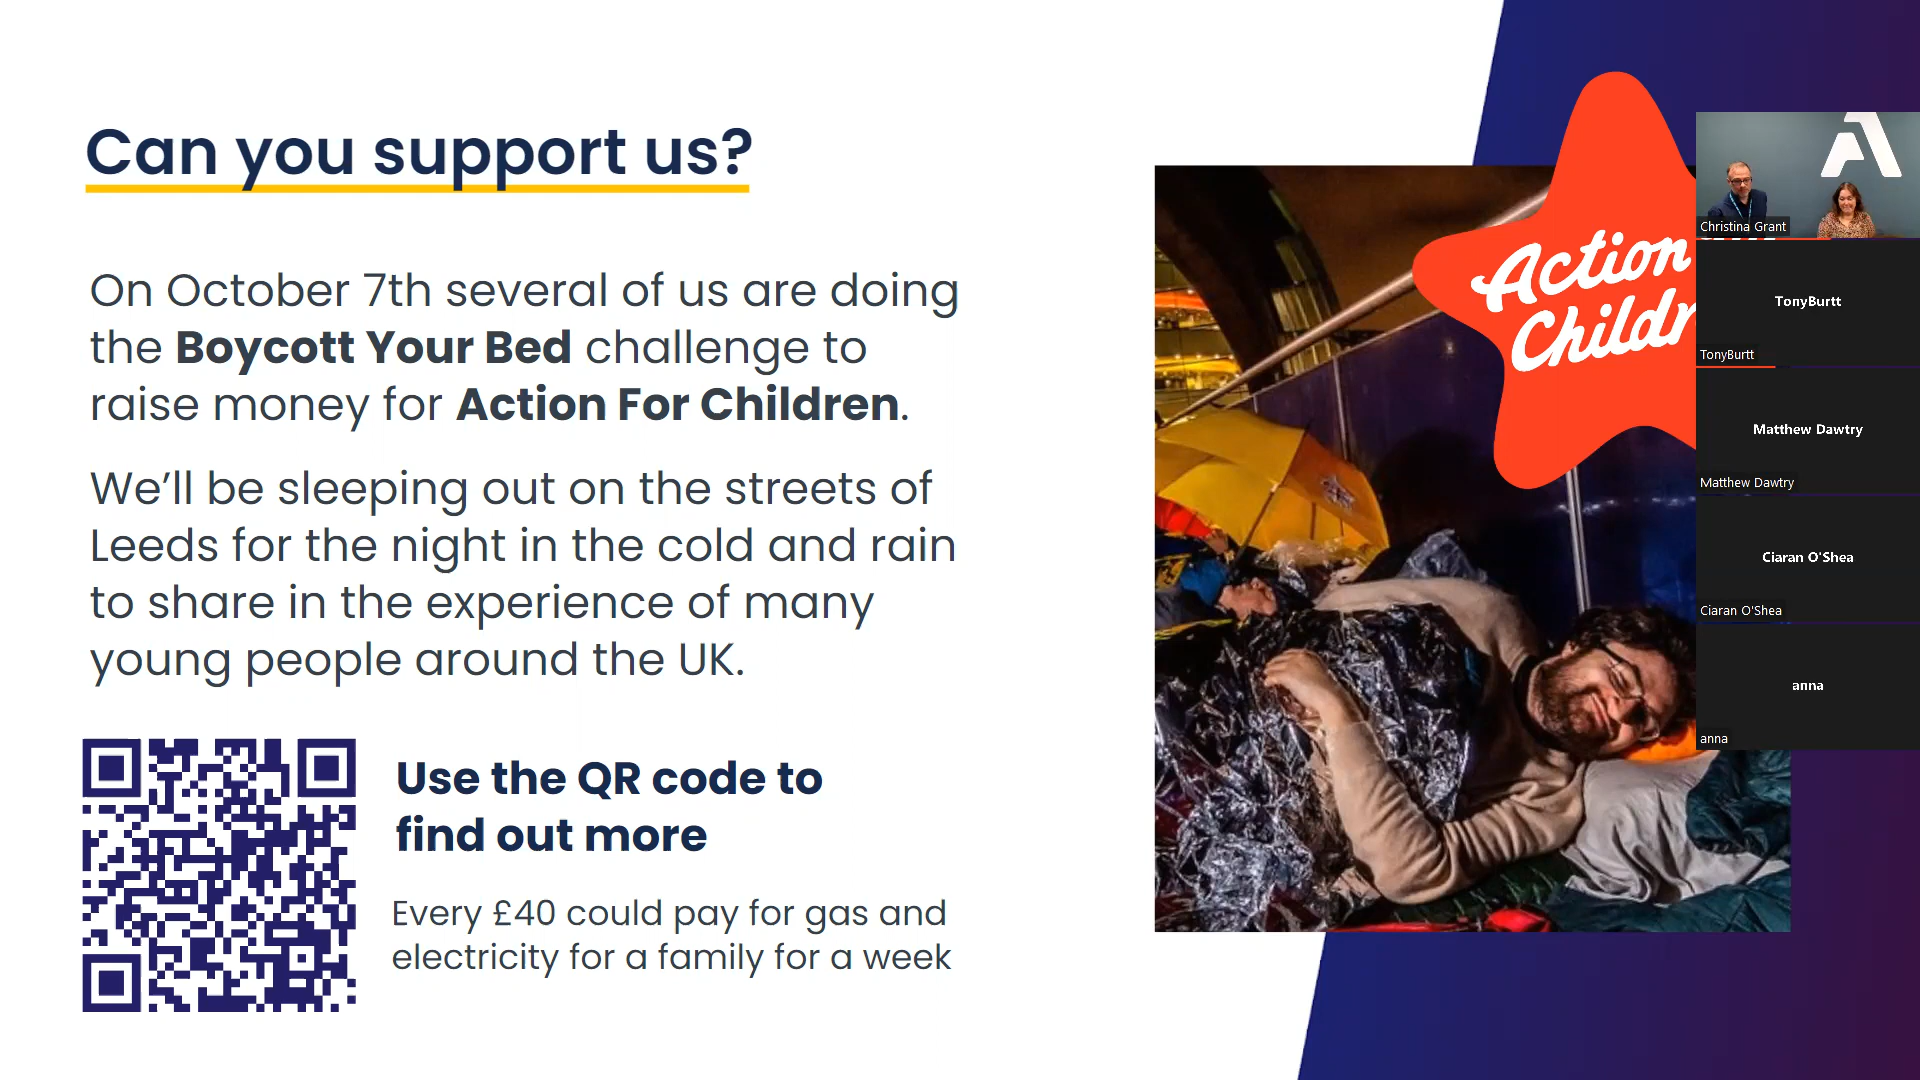 Can you support us?
On October 7th several of us are doing
the Boycott Your Bed challenge to
raise money for Action For Children.
We’ll be sleeping out on the streets of
Leeds for the night in the cold and rain
to share in the experience of many
young people around the UK.
Use the QR code to
find out more
Every £40 could pay for gas and
electricity for a family for a week
Action
Childr
Christina Grant
TonyBurtt
TonyBurtt
Matthew Dawtry
Matthew Dawtry
Ciaran O'Shea
Ciaran O'Shea
anna
anna